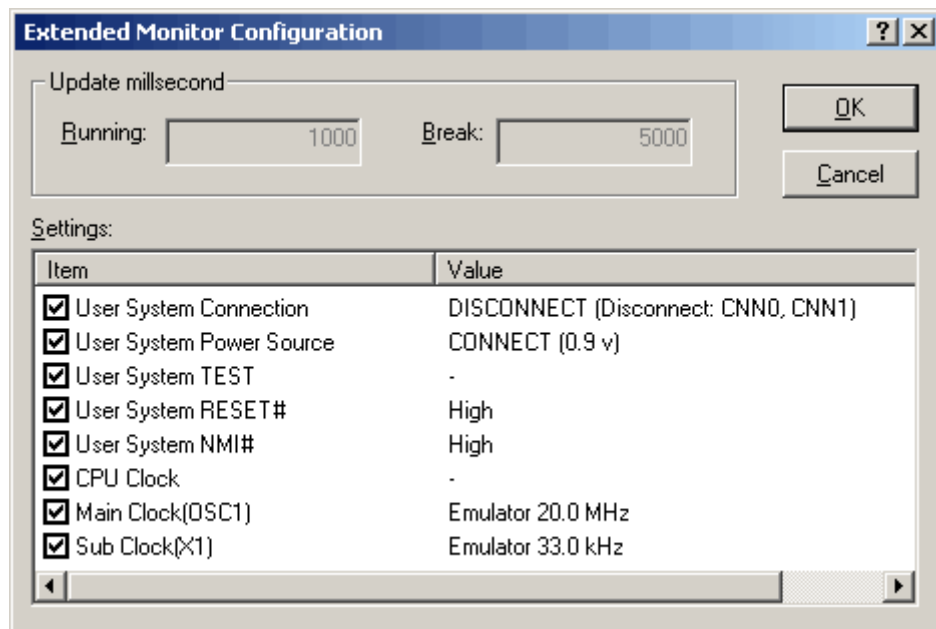 Extended Monitor Configuration
Update millsecond
Running: 1000 Break: 5000
OK
Cancel
Settings:
Item Value
User System Connection DISCONNECT (Disconnect: CNN0, CNN1)
User System Power Source CONNECT (0.9 v)
User System TEST -
User System RESET# High
User System NMI# High
CPU Clock -
Main Clock(OSC1) Emulator 20.0 MHz
Sub Clock(X1) Emulator 33.0 kHz